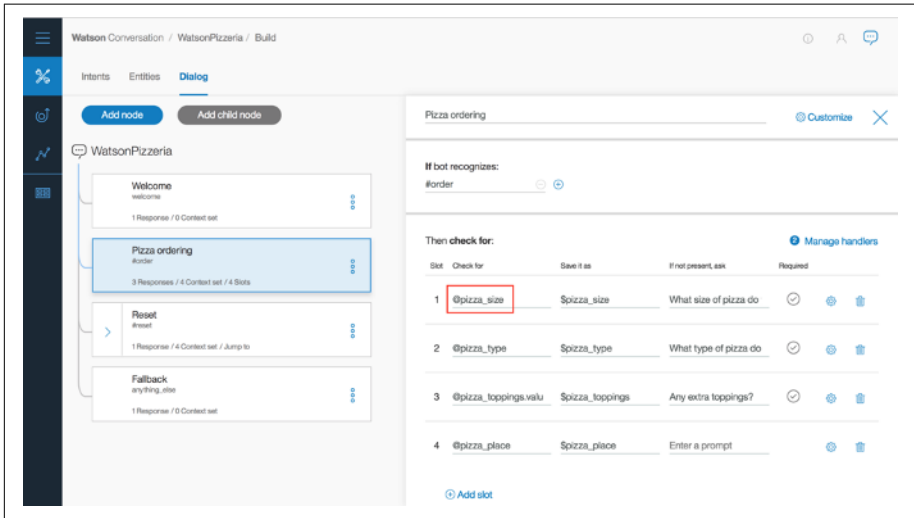 Watson Conversation / WatsonPizzeria / Build
Intents Entities Dialog
Add node Add child node
WatsonPizzeria
Welcome
welcome
1 Response / 0 Context set
Pizza ordering
#order
3 Responses / 4 Context set / 4 Slots
Reset
#reset
1 Response / 4 Context set / Jump to
Fallback
anything_else
1 Response / 0 Context set
Pizza ordering Customize
If bot recognizes:
#order
Then check for: 2 Manage handlers
Slot Check for Save it as If not present, ask Required
1 @pizza_size $pizza_size What size of pizza do
2 @pizza_type $pizza_type What type of pizza do
3 @pizza_toppings.valu $pizza_toppings Any extra toppings?
4 @pizza_place $pizza_place Enter a prompt
Add slot